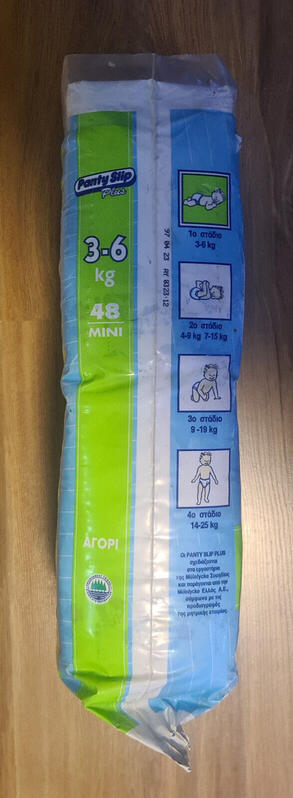 Panty Slip
Plus
3-6
kg
48
MINI
ΑΓΟΡΙ
97 04 23 RT 8323-12
1ο στάδιο
3-6 kg
2ο στάδιο
4-9 kg 7-15 kg
3ο στάδιο
9-19 kg
4ο στάδιο
14-25 kg
Οι PANTY SLIP PLUS
σχεδιάζονται
στα εργαστήρια
της Mölnlycke Σουηδίας
και παράγονται από την
Mölnlycke Ελλάς Α.Ε.,
σύμφωνα με τις
προδιαγραφές
της μητρικής εταιρίας.